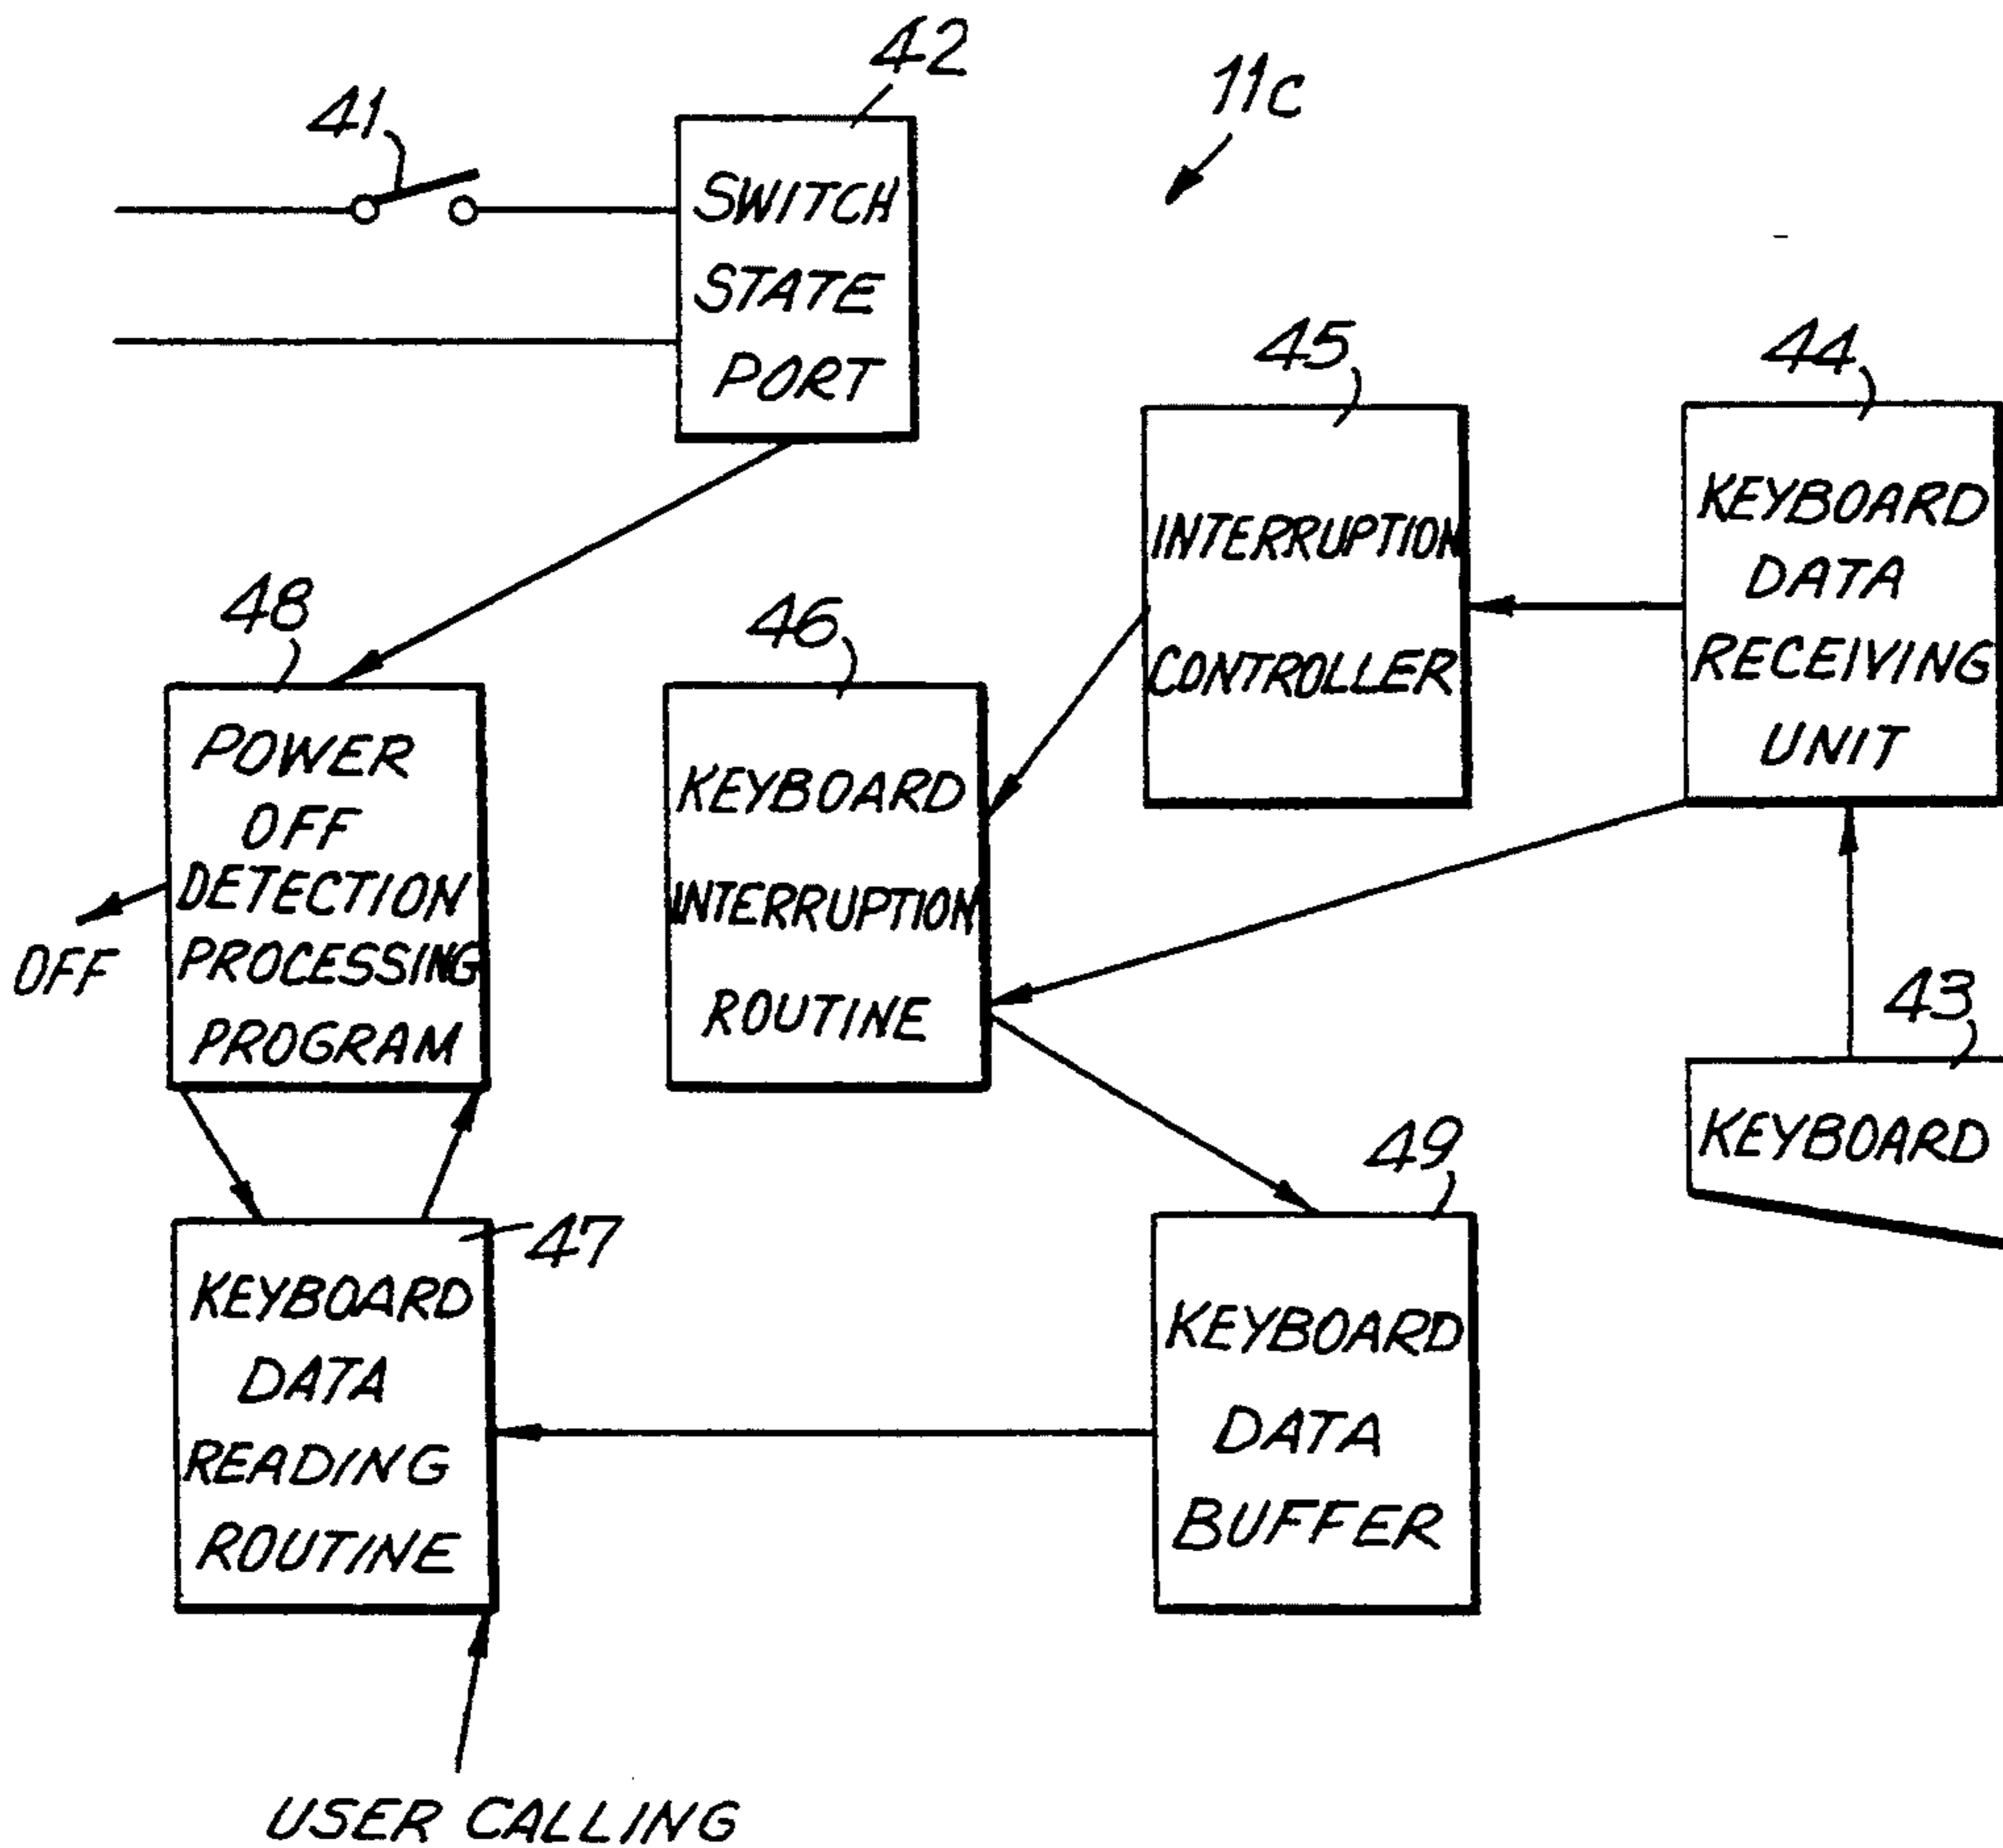 42
41
11C
SWITCH
STATE
PORT
45
44
INTERRUPTION
CONTROLLER
KEYBOARD
DATA
RECEIVING
UNIT
48
46
POWER
OFF
DETECTION
PROCESSING
PROGRAM
KEYBOARD
INTERRUPTION
ROUTINE
OFF
43
KEYBOARD
49
47
KEYBOARD
DATA
READING
ROUTINE
KEYBOARD
DATA
BUFFER
USER CALLING